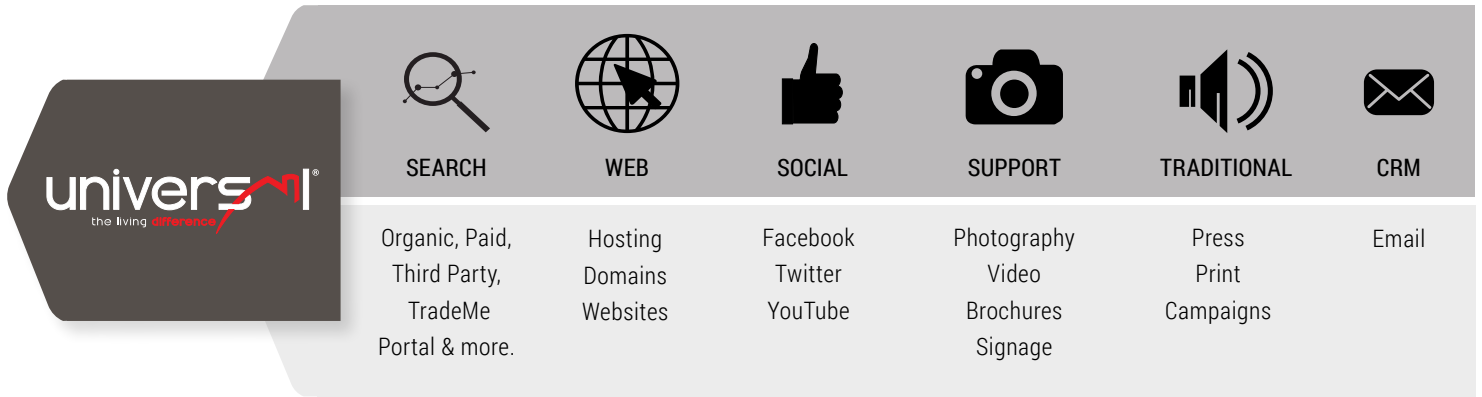 universal®
the living difference
SEARCH
Organic, Paid,
Third Party,
TradeMe
Portal & more.
WEB
Hosting
Domains
Websites
SOCIAL
Facebook
Twitter
YouTube
SUPPORT
Photography
Video
Brochures
Signage
TRADITIONAL
Press
Print
Campaigns
CRM
Email